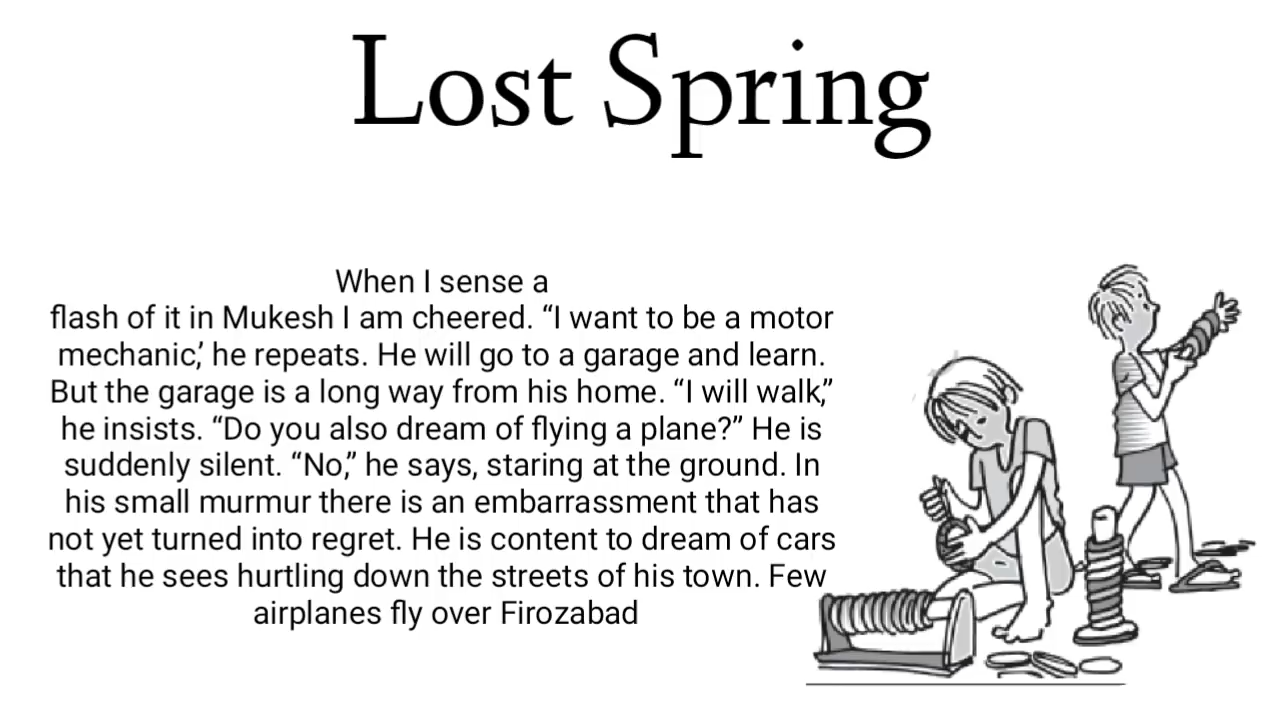 Lost Spring
When I sense a
flash of it in Mukesh I am cheered. “I want to be a motor
mechanic,’ he repeats. He will go to a garage and learn.
But the garage is a long way from his home. “I will walk,”
he insists. “Do you also dream of flying a plane?” He is
suddenly silent. “No,” he says, staring at the ground. In
his small murmur there is an embarrassment that has
not yet turned into regret. He is content to dream of cars
that he sees hurtling down the streets of his town. Few
airplanes fly over Firozabad